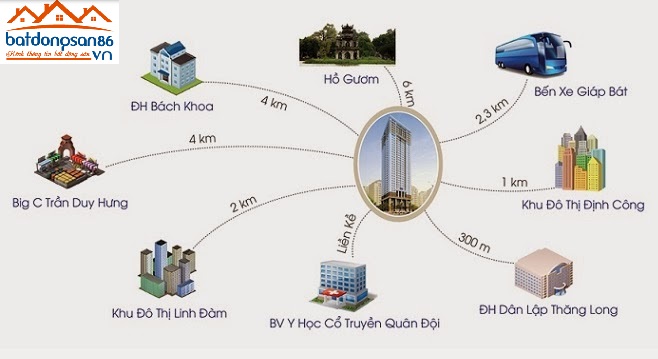 batdongsan86
Kênh thông tin bất động sản
.VN
Hồ Gươm
6 km
Bến Xe Giáp Bát
2.3 km
ĐH Bách Khoa
4 km
4 km
Big C Trần Duy Hưng
1 km
Khu Đô Thị Định Công
2 km
Liền Kề
300 m
Khu Đô Thị Linh Đàm
BV Y Học Cổ Truyền Quân Đội
ĐH Dân Lập Thăng Long